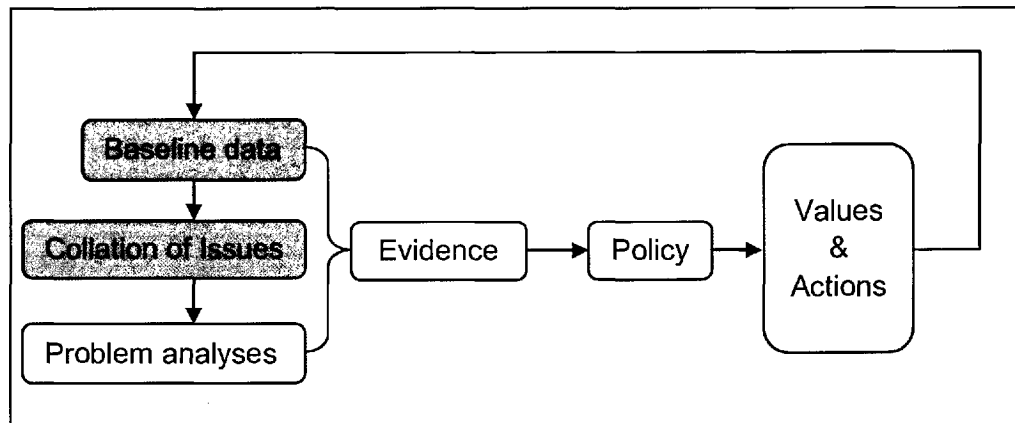 Baseline data
Collation of Issues
Problem analyses
Evidence
Policy
Values
&
Actions